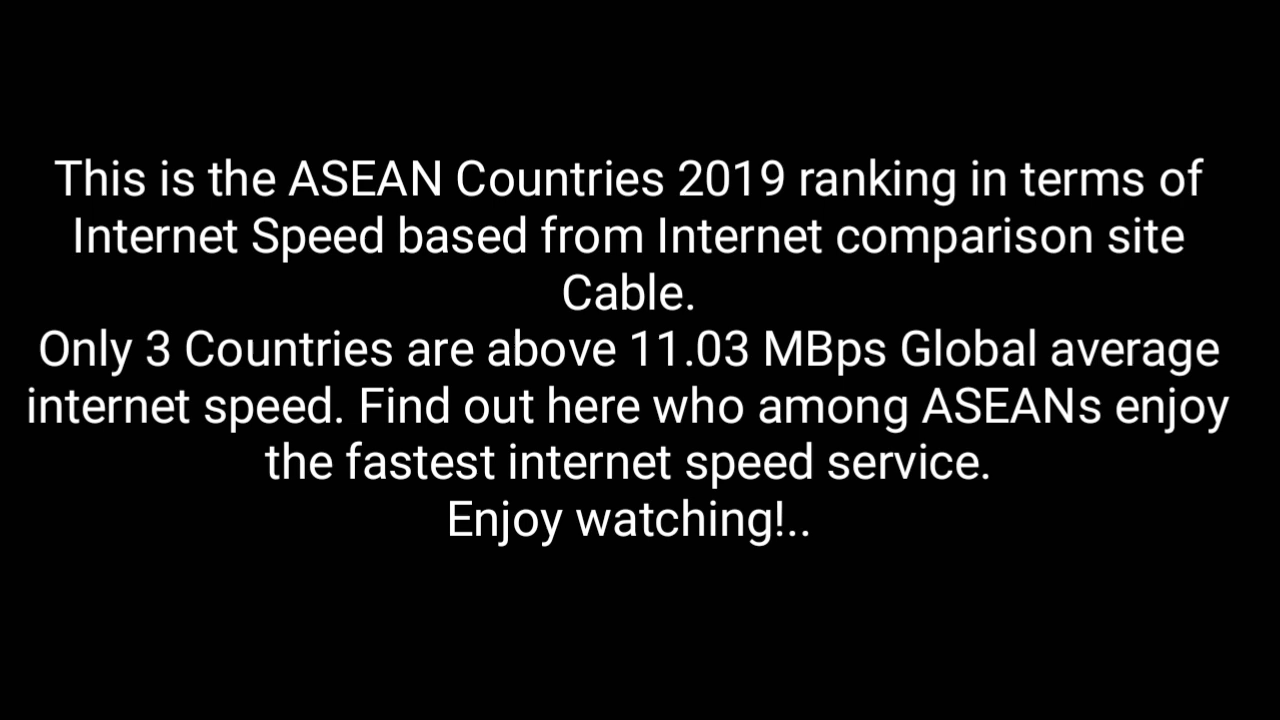 This is the ASEAN Countries 2019 ranking in terms of
Internet Speed based from Internet comparison site
Cable.
Only 3 Countries are above 11.03 MBps Global average
internet speed. Find out here who among ASEANs enjoy
the fastest internet speed service.
Enjoy watching!..